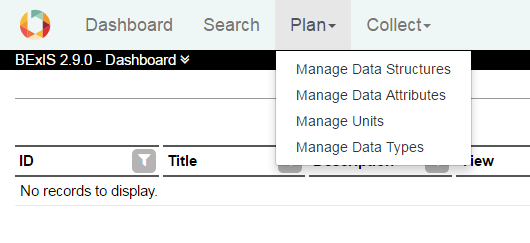 Dashboard Search Plan Collect
BExIS 2.9.0 - Dashboard
Manage Data Structures
Manage Data Attributes
Manage Units
Manage Data Types
ID Title Description View
No records to display.